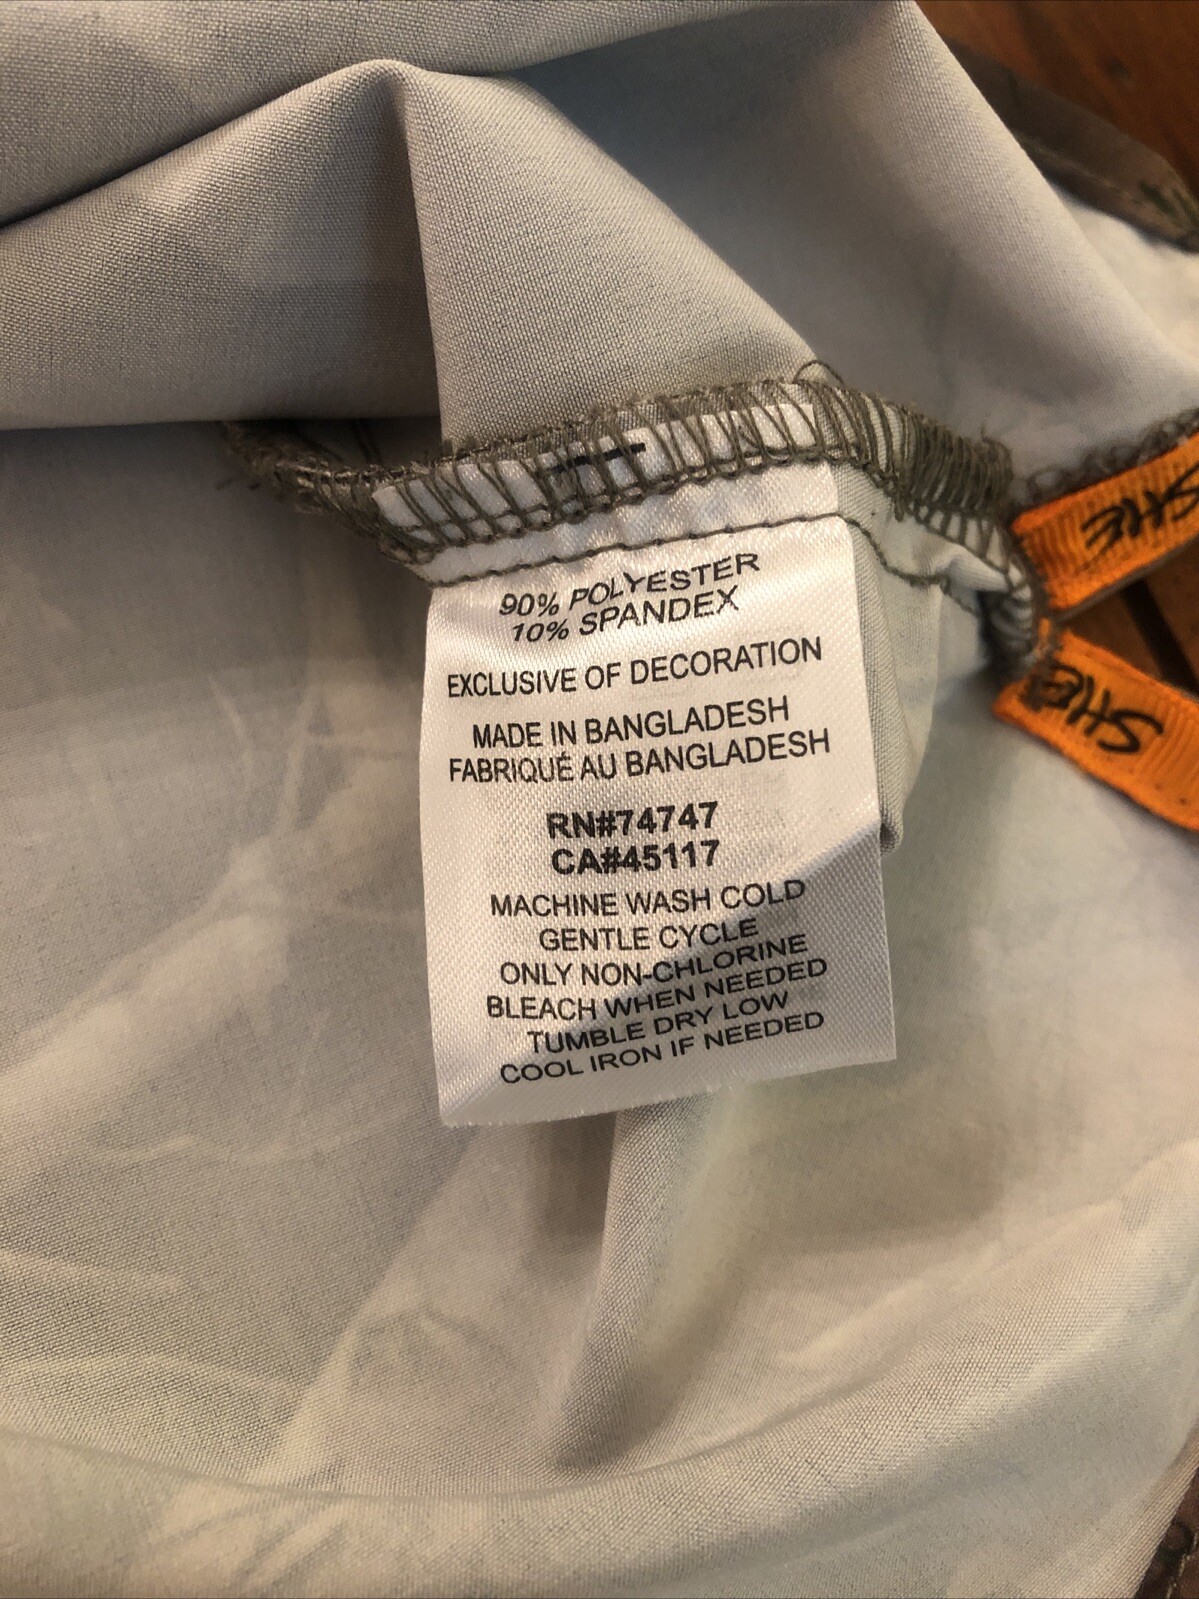 90% POLYESTER
10% SPANDEX
EXCLUSIVE OF DECORATION
MADE IN BANGLADESH
FABRIQUÉ AU BANGLADESH
RN#74747
CA#45117
MACHINE WASH COLD
GENTLE CYCLE
ONLY NON-CHLORINE
BLEACH WHEN NEEDED
TUMBLE DRY LOW
COOL IRON IF NEEDED
SHE
SHE